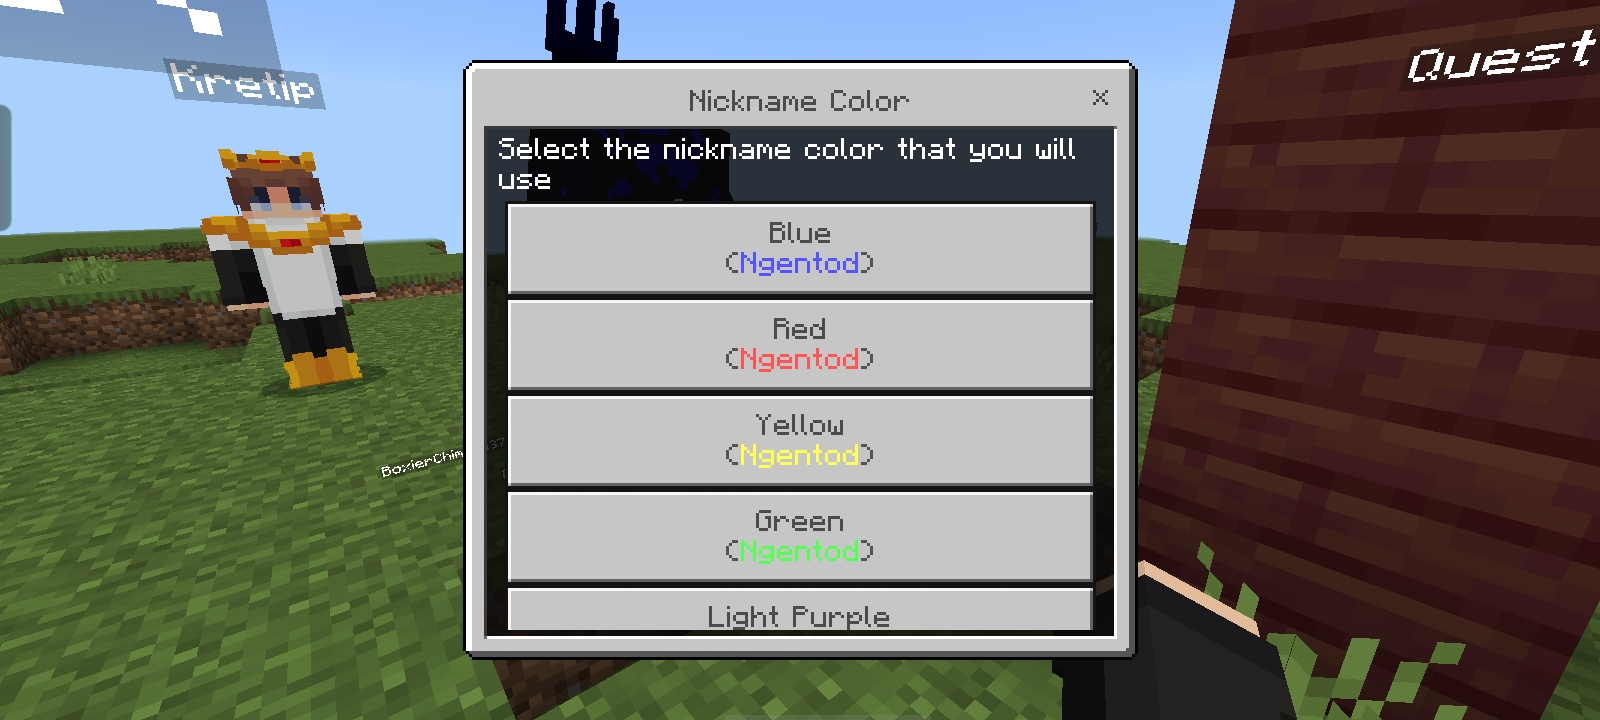 Kretip
Quest
Nickname Color
Select the nickname color that you will
use
Blue
(Ngentod)
Red
(Ngentod)
Yellow
(Ngentod)
Green
(Ngentod)
Light Purple